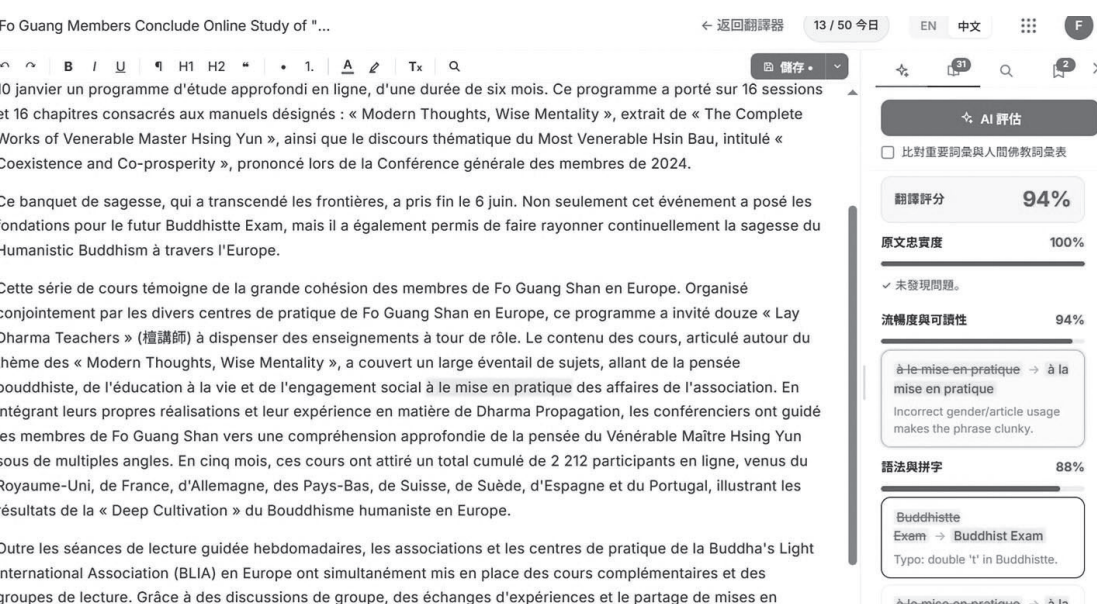 Fo Guang Members Conclude Online Study of "...
← 返回翻譯器
13 / 50 今日
EN 中文
F
B I U ¶ H1 H2 “ • 1. A Tx
儲存 •
31
2
10 janvier un programme d'étude approfondi en ligne, d'une durée de six mois. Ce programme a porté sur 16 sessions
et 16 chapitres consacrés aux manuels désignés : « Modern Thoughts, Wise Mentality », extrait de « The Complete
Works of Venerable Master Hsing Yun », ainsi que le discours thématique du Most Venerable Hsin Bau, intitulé «
Coexistence and Co-prosperity », prononcé lors de la Conférence générale des membres de 2024.
Ce banquet de sagesse, qui a transcendé les frontières, a pris fin le 6 juin. Non seulement cet événement a posé les
fondations pour le futur Buddhistte Exam, mais il a également permis de faire rayonner continuellement la sagesse du
Humanistic Buddhism à travers l'Europe.
Cette série de cours témoigne de la grande cohésion des membres de Fo Guang Shan en Europe. Organisé
conjointement par les divers centres de pratique de Fo Guang Shan en Europe, ce programme a invité douze « Lay
Dharma Teachers » (檀講師) à dispenser des enseignements à tour de rôle. Le contenu des cours, articulé autour du
thème des « Modern Thoughts, Wise Mentality », a couvert un large éventail de sujets, allant de la pensée
bouddhiste, de l'éducation à la vie et de l'engagement social à le mise en pratique des affaires de l'association. En
intégrant leurs propres réalisations et leur expérience en matière de Dharma Propagation, les conférenciers ont guidé
les membres de Fo Guang Shan vers une compréhension approfondie de la pensée du Vénérable Maître Hsing Yun
sous de multiples angles. En cinq mois, ces cours ont attiré un total cumulé de 2 212 participants en ligne, venus du
Royaume-Uni, de France, d'Allemagne, des Pays-Bas, de Suisse, de Suède, d'Espagne et du Portugal, illustrant les
résultats de la « Deep Cultivation » du Bouddhisme humaniste en Europe.
Outre les séances de lecture guidée hebdomadaires, les associations et les centres de pratique de la Buddha's Light
International Association (BLIA) en Europe ont simultanément mis en place des cours complémentaires et des
groupes de lecture. Grâce à des discussions de groupe, des échanges d'expériences et le partage de mises en
AI 評估
比對重要詞彙與人間佛教詞彙表
翻譯評分 94%
原文忠實度 100%
✓ 未發現問題。
流暢度與可讀性 94%
à le mise en pratique → à la
mise en pratique
Incorrect gender/article usage
makes the phrase clunky.
語法與拼字 88%
Buddhistte
Exam → Buddhist Exam
Typo: double 't' in Buddhistte.
à le mise en pratique → à la